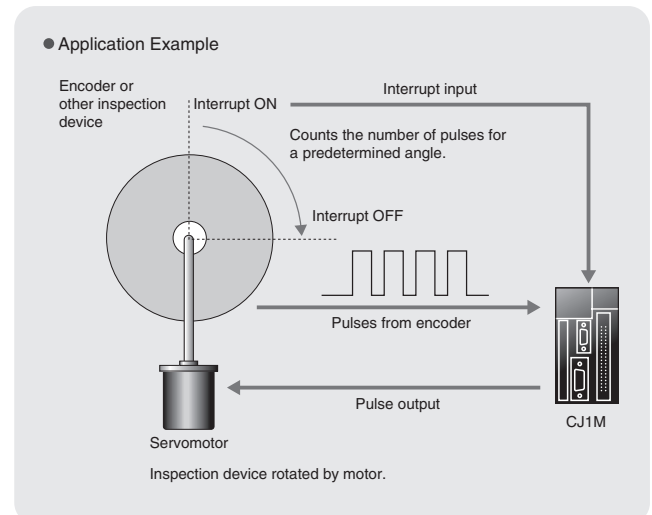 ● Application Example
Encoder or
other inspection
device
Interrupt ON
Interrupt input
Counts the number of pulses for
a predetermined angle.
Interrupt OFF
Pulses from encoder
Pulse output
CJ1M
Servomotor
Inspection device rotated by motor.